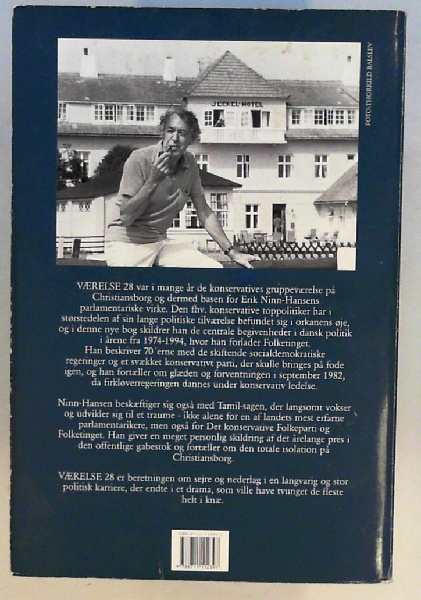 FOTO: THORKILD BALSLEV
JECKEL-HOTEL
VÆRELSE 28 var i mange år de konservatives gruppeværelse på
Christiansborg og dermed basen for Erik Ninn-Hansens
parlamentariske virke. Den fhv. konservative toppolitiker har i
størstedelen af sin lange politiske tilværelse befundet sig i orkanens øje,
og i denne nye bog skildrer han de centrale begivenheder i dansk politik
i årene fra 1974-1994, hvor han forlader Folketinget.
Han beskriver 70'erne med de skiftende socialdemokratiske
regeringer og et svækket konservativt parti, der skulle bringes på fode
igen, og han fortæller om glæden og forventningen i september 1982,
da firkløverregeringen dannes under konservativ ledelse.
Ninn-Hansen beskæftiger sig også med Tamil-sagen, der langsomt vokser
og udvikler sig til et traume - ikke alene for en af landets mest erfarne
parlamentarikere, men også for Det konservative Folkeparti og
Folketinget. Han giver en meget personlig skildring af det årelange pres i
den offentlige gabestok og fortæller om den totale isolation på
Christiansborg.
VÆRELSE 28 er beretningen om sejre og nederlag i en langvarig og stor
politisk karriere, der endte i et drama, som ville have tvunget de fleste
helt i knæ.